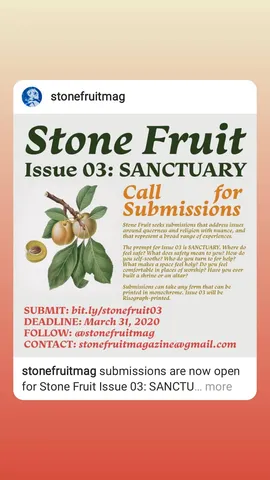 stonefruitmag
Stone Fruit
Issue 03: SANCTUARY
Call for
Submissions
Stone Fruit seeks submissions that address issues
around queerness and religion with nuance, and
that represent a broad range of experiences.
The prompt for Issue 03 is SANCTUARY. Where do
you feel safe? What does safety mean to you? How do
you self-soothe? Who do you turn to for help?
What makes a space feel holy? Do you feel
comfortable in places of worship? Have you ever
built a shrine or an altar?
Submissions can take any form that can be
printed in monochrome. Issue 03 will be
Risograph-printed.
SUBMIT: bit.ly/stonefruit03
DEADLINE: March 31, 2020
FOLLOW: @stonefruitmag
CONTACT: stonefruitmagazine@gmail.com
stonefruitmag submissions are now open
for Stone Fruit Issue 03: SANCTU… more